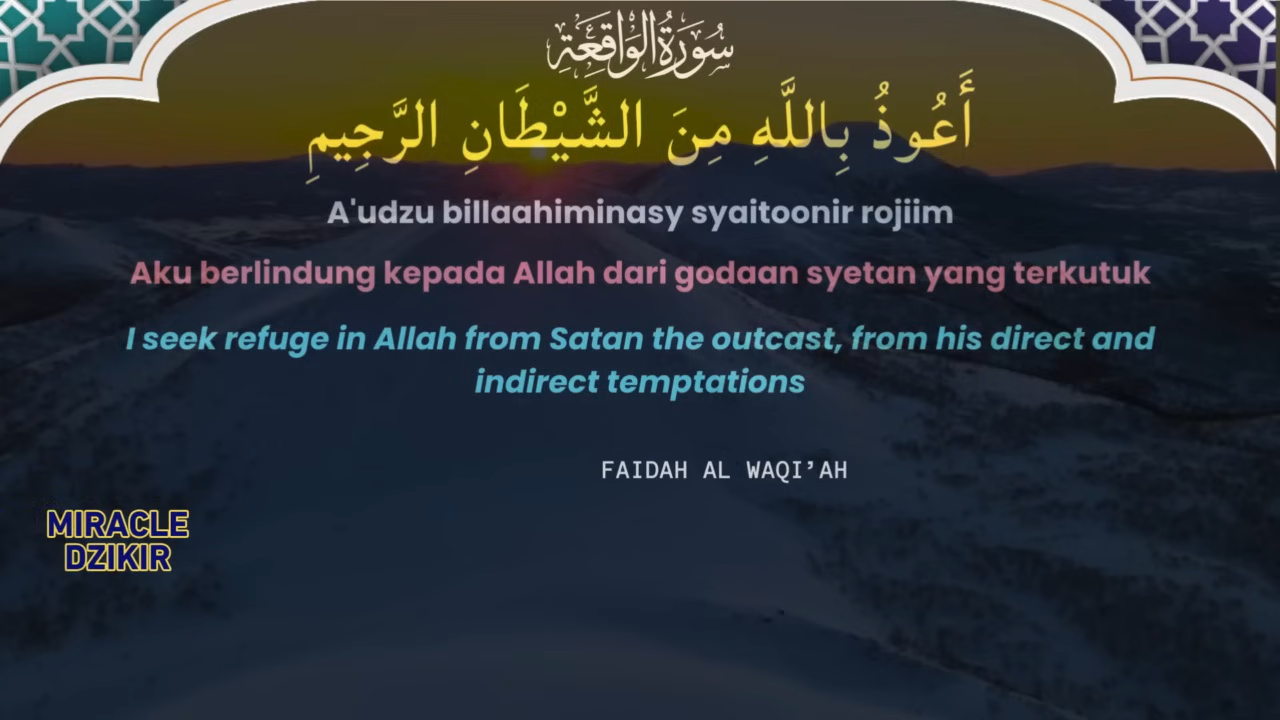 سُورَةُ الْوَاقِعَةِ
أَعُوذُ بِاللَّهِ مِنَ الشَّيْطَانِ الرَّجِيمِ
A'udzu billaahiminasy syaitoonir rojiim
Aku berlindung kepada Allah dari godaan syetan yang terkutuk
I seek refuge in Allah from Satan the outcast, from his direct and
indirect temptations
FAIDAH AL WAQI’AH
MIRACLE
DZIKIR